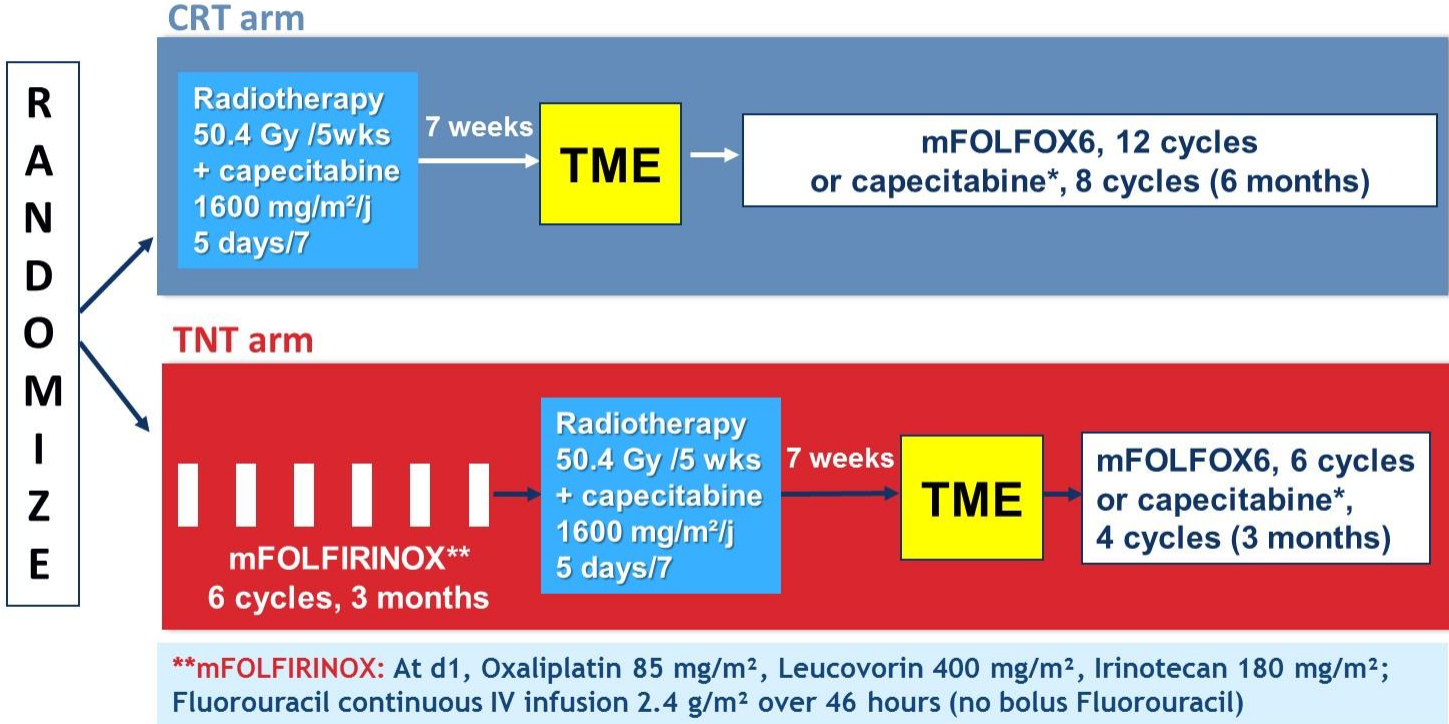 CRT arm
RANDOMIZE
Radiotherapy
50.4 Gy /5wks
+ capecitabine
1600 mg/m²/j
5 days/7
7 weeks
TME
mFOLFOX6, 12 cycles
or capecitabine*, 8 cycles (6 months)
TNT arm
mFOLFIRINOX**
6 cycles, 3 months
Radiotherapy
50.4 Gy /5 wks
+ capecitabine
1600 mg/m²/j
5 days/7
7 weeks
TME
mFOLFOX6, 6 cycles
or capecitabine*,
4 cycles (3 months)
**mFOLFIRINOX: At d1, Oxaliplatin 85 mg/m², Leucovorin 400 mg/m², Irinotecan 180 mg/m²;
Fluorouracil continuous IV infusion 2.4 g/m² over 46 hours (no bolus Fluorouracil)